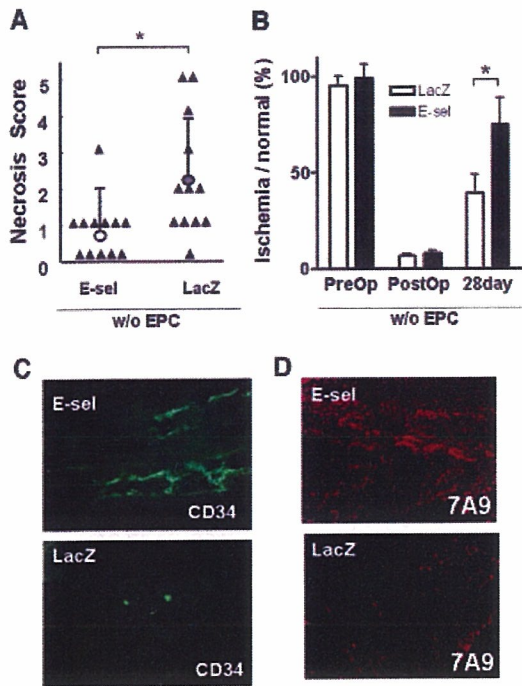 A
*
Necrosis Score
5
4
3
2
1
0
E-sel LacZ
w/o EPC
B
Ischemia / normal (%)
100
50
0
LacZ
E-sel
*
PreOp PostOp 28day
w/o EPC
C
E-sel
CD34
LacZ
CD34
D
E-sel
7A9
LacZ
7A9